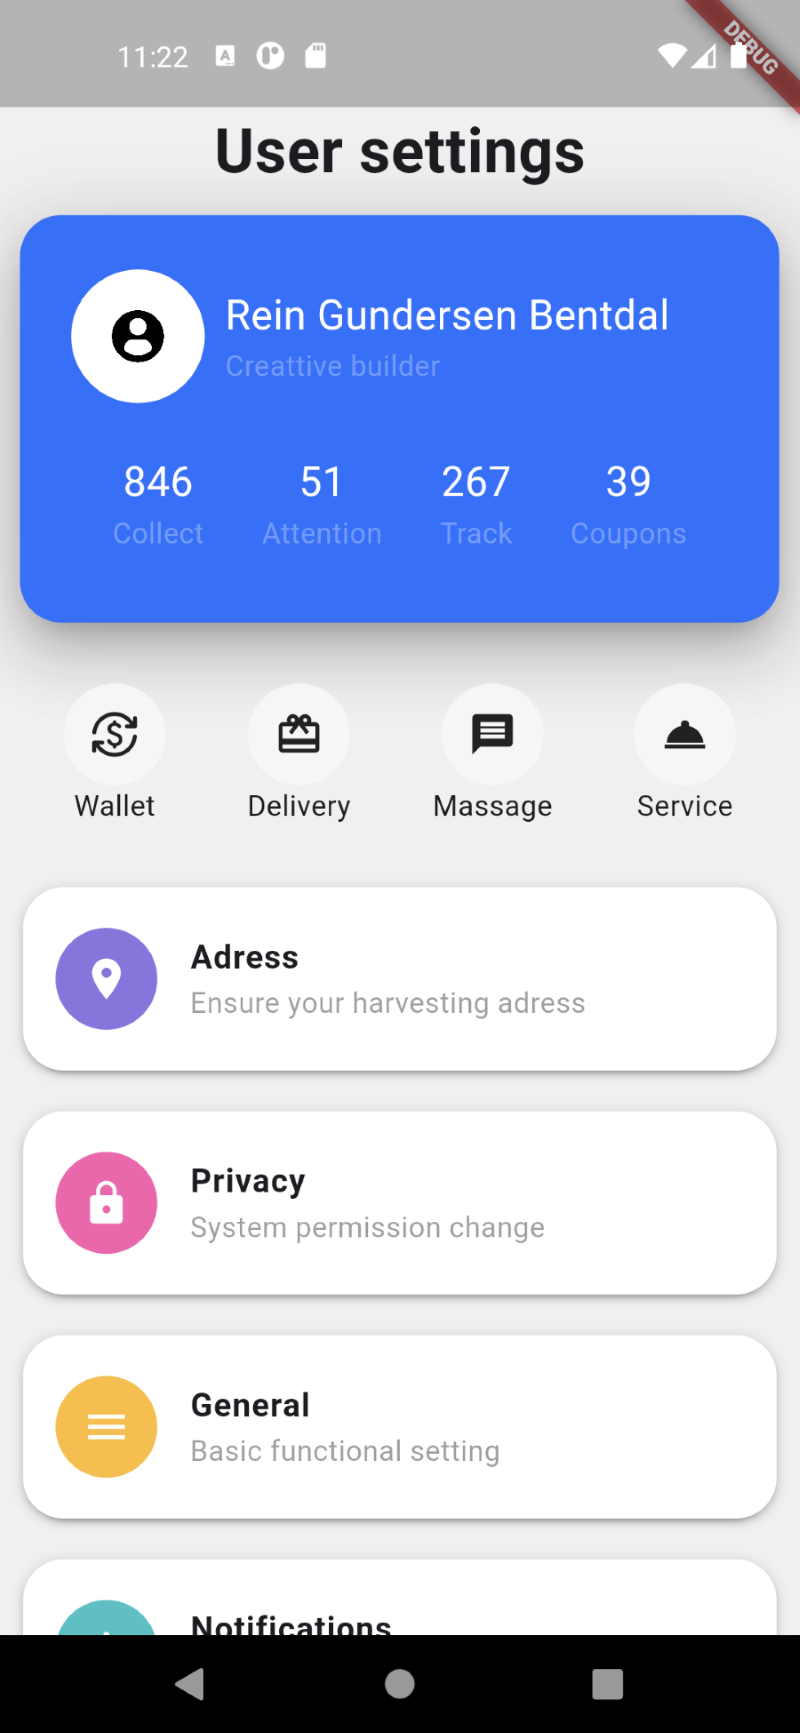 11:22
DEBUG
User settings
Rein Gundersen Bentdal
Creattive builder
846 51 267 39
Collect Attention Track Coupons
Wallet Delivery Massage Service
Adress
Ensure your harvesting adress
Privacy
System permission change
General
Basic functional setting
Notifications